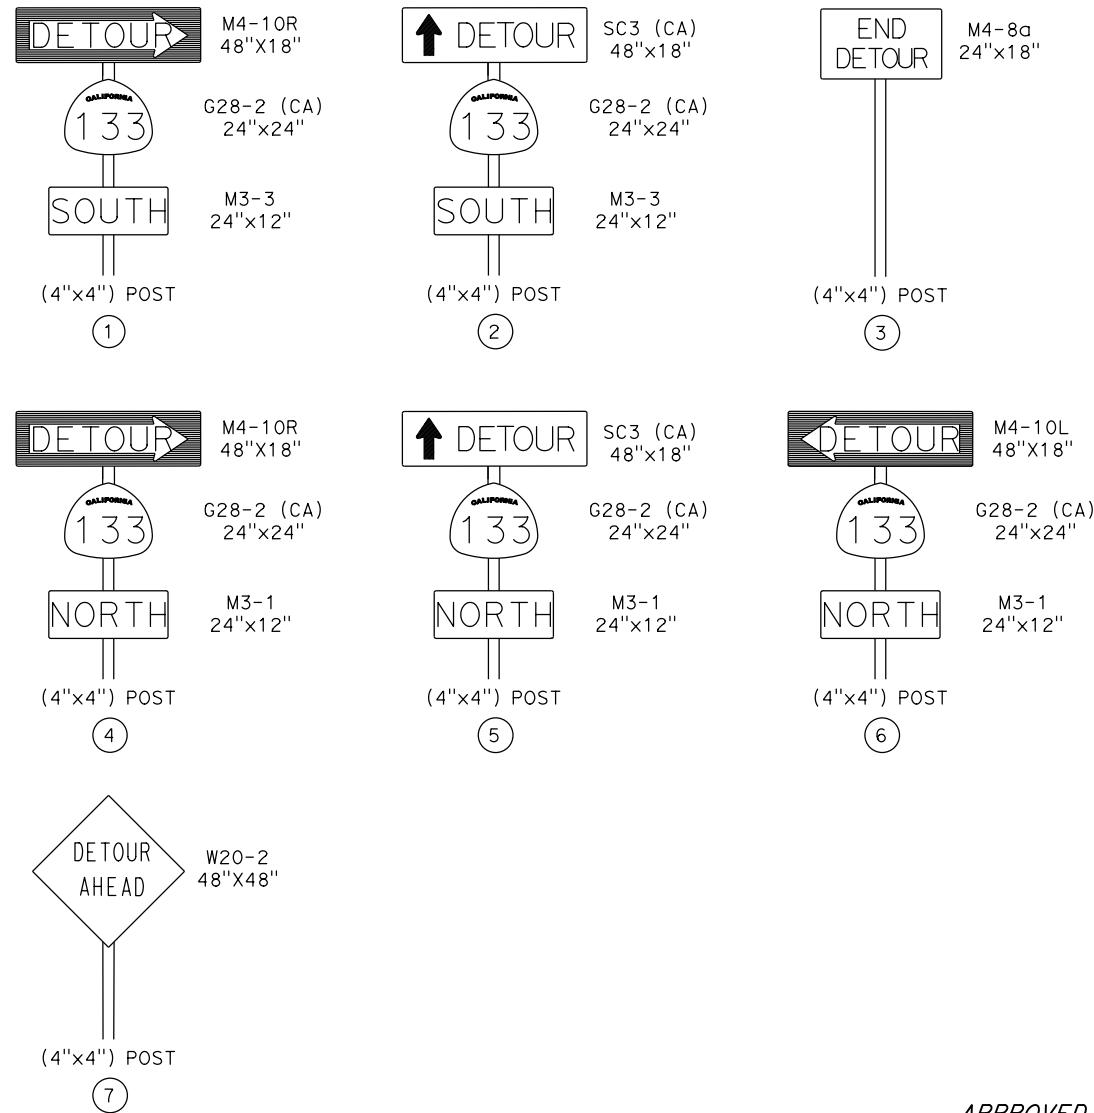 DETOUR
M4-10R
48"X18"
CALIFORNIA
133
G28-2 (CA)
24"x24"
SOUTH
M3-3
24"x12"
(4"x4") POST
1
DETOUR
SC3 (CA)
48"x18"
CALIFORNIA
133
G28-2 (CA)
24"x24"
SOUTH
M3-3
24"x12"
(4"x4") POST
2
END
DETOUR
M4-8a
24"x18"
(4"x4") POST
3
DETOUR
M4-10R
48"X18"
CALIFORNIA
133
G28-2 (CA)
24"x24"
NORTH
M3-1
24"x12"
(4"x4") POST
4
DETOUR
SC3 (CA)
48"x18"
CALIFORNIA
133
G28-2 (CA)
24"x24"
NORTH
M3-1
24"x12"
(4"x4") POST
5
DETOUR
M4-10L
48"X18"
CALIFORNIA
133
G28-2 (CA)
24"x24"
NORTH
M3-1
24"x12"
(4"x4") POST
6
DETOUR
AHEAD
W20-2
48"X48"
(4"x4") POST
7